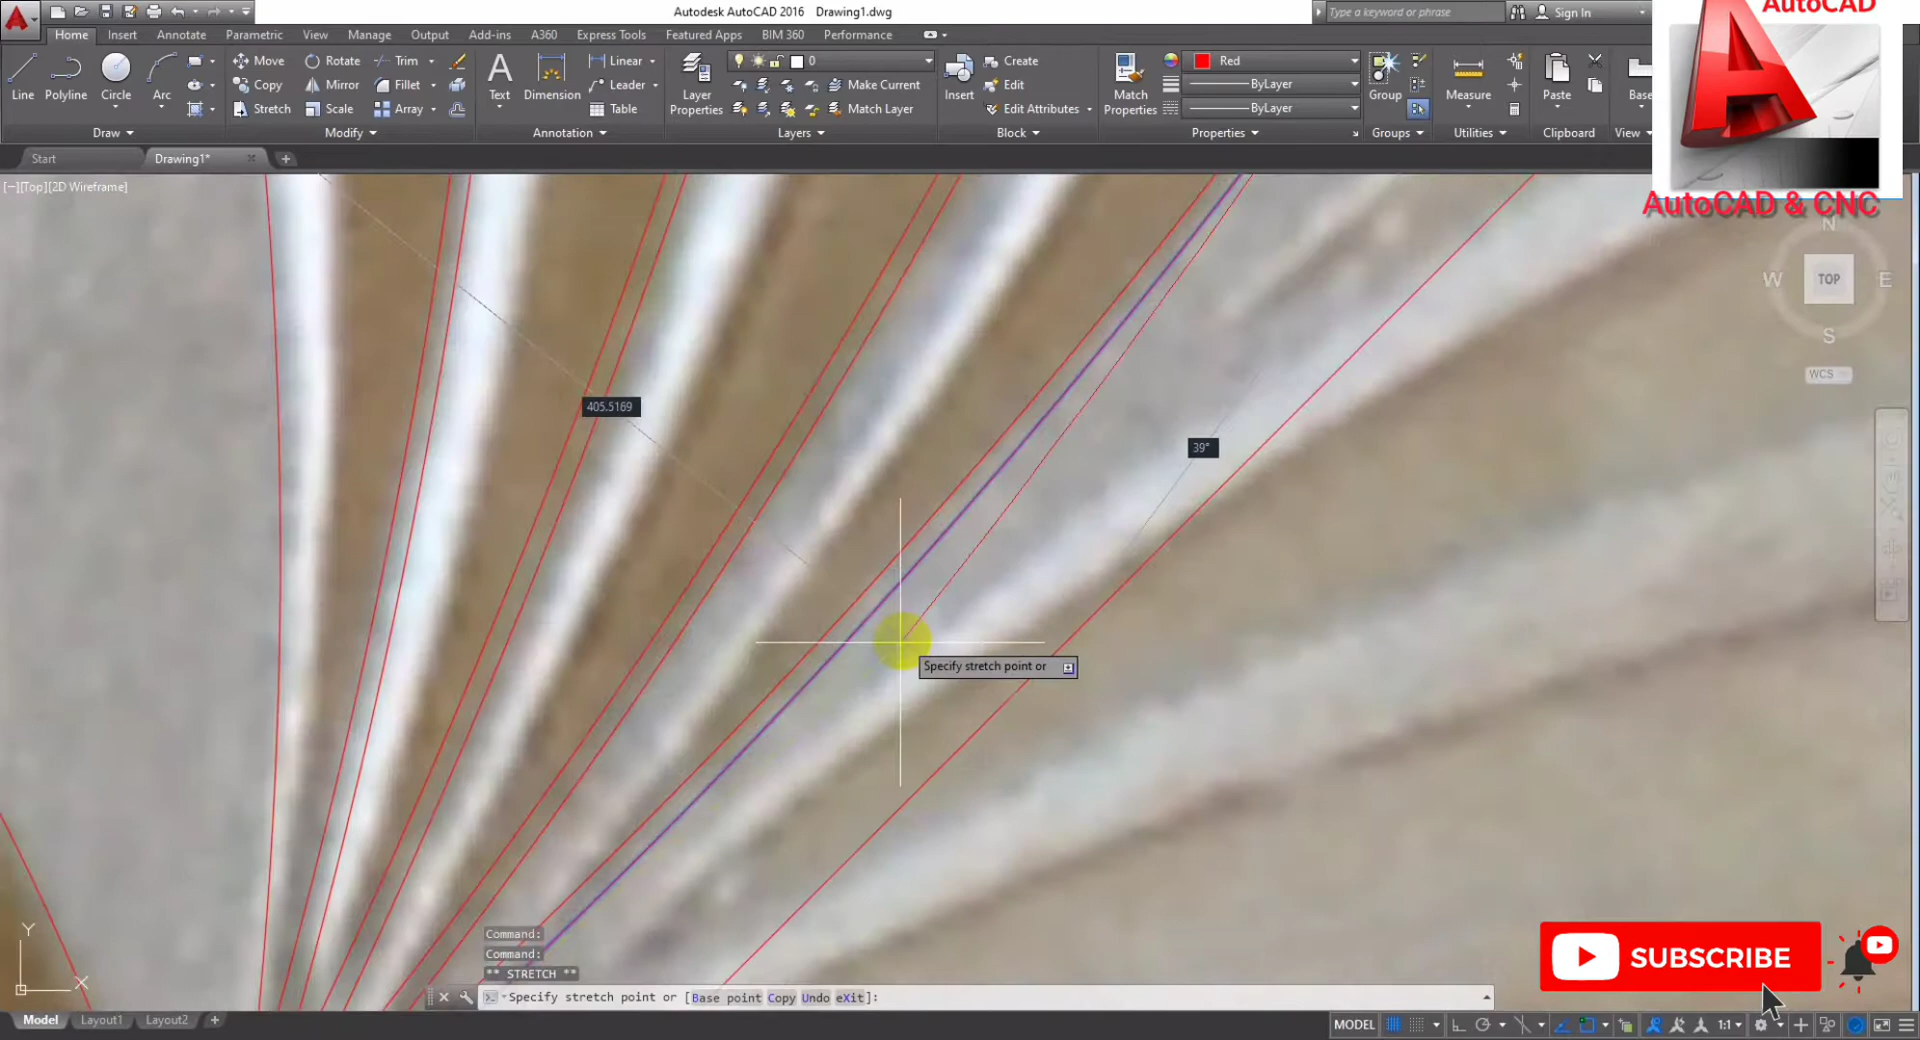 Autodesk AutoCAD 2016 Drawing1.dwg
Type a keyword or phrase
Sign In
Home Insert Annotate Parametric View Manage Output Add-ins A360 Express Tools Featured Apps BIM 360 Performance
Line
Polyline
Circle
Arc
Move
Copy
Stretch
Rotate
Mirror
Scale
Trim
Fillet
Array
Text
Dimension
Linear
Leader
Table
Layer
Properties
0
Make Current
Match Layer
Insert
Create
Edit
Edit Attributes
Match
Properties
Red
ByLayer
ByLayer
Group
Measure
Paste
Base
Draw
Modify
Annotation
Layers
Block
Properties
Groups
Utilities
Clipboard
View
AutoCAD
A
AutoCAD & CNC
Start
Drawing1*
[−][Top][2D Wireframe]
N
W
TOP
E
S
WCS
405.5169
39°
Specify stretch point or
Command:
Command:
** STRETCH **
Specify stretch point or [Base point Copy Undo eXit]:
SUBSCRIBE
Y
X
Model
Layout1
Layout2
MODEL
1:1